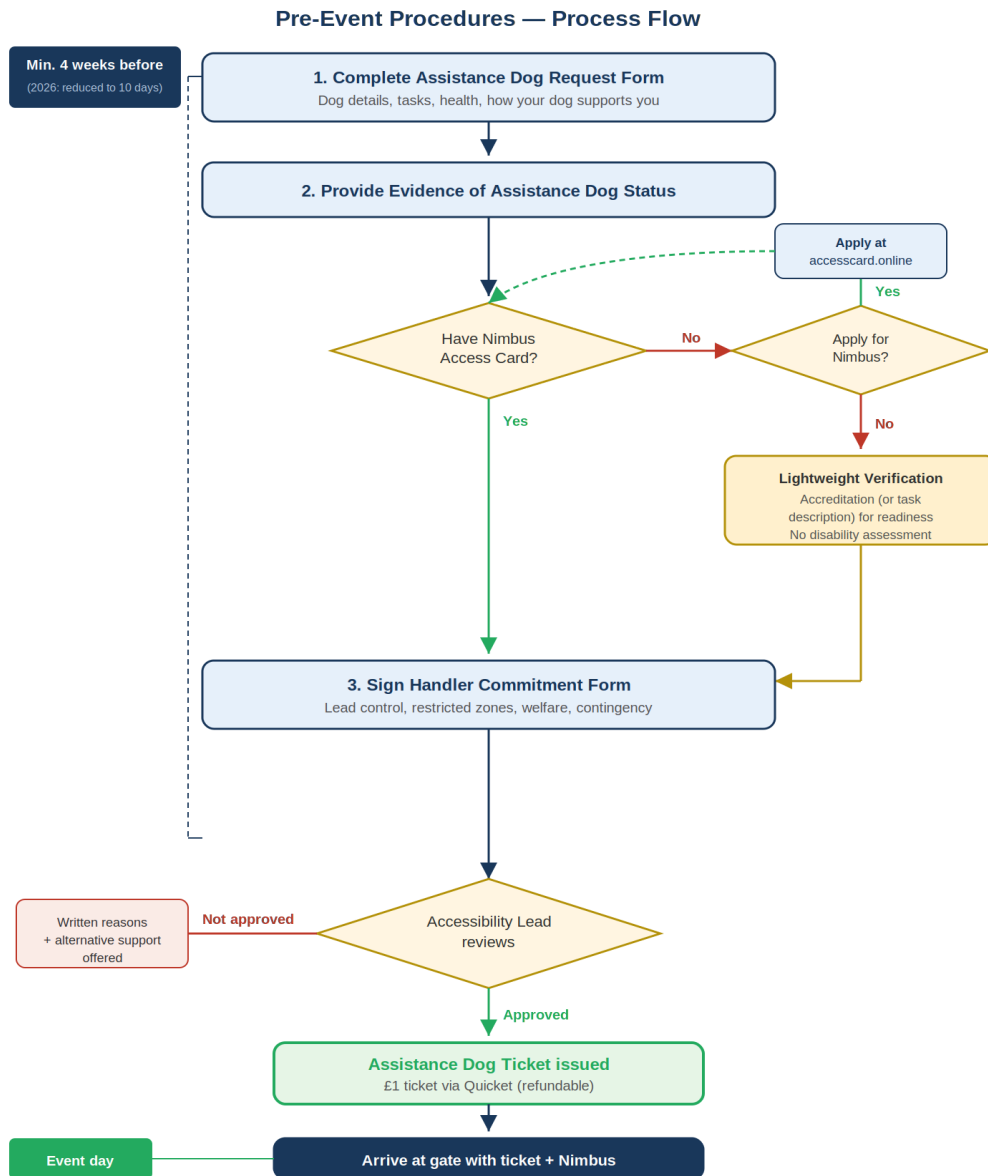 Pre-Event Procedures — Process Flow
Min. 4 weeks before
(2026: reduced to 10 days)
1. Complete Assistance Dog Request Form
Dog details, tasks, health, how your dog supports you
2. Provide Evidence of Assistance Dog Status
Apply at
accesscard.online
Yes
Have Nimbus
Access Card?
No
Apply for
Nimbus?
Yes
No
Lightweight Verification
Accreditation (or task
description) for readiness
No disability assessment
3. Sign Handler Commitment Form
Lead control, restricted zones, welfare, contingency
Accessibility Lead
reviews
Not approved
Written reasons
+ alternative support
offered
Approved
Assistance Dog Ticket issued
£1 ticket via Quicket (refundable)
Event day
Arrive at gate with ticket + Nimbus